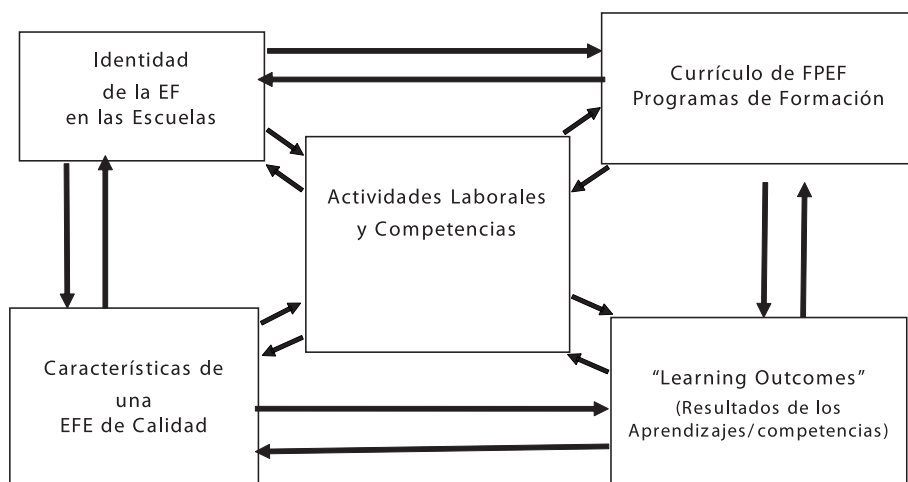 Identidad
de la EF
en las Escuelas
Currículo de FPEF
Programas de Formación
Actividades Laborales
y Competencias
Características de
una
EFE de Calidad
“Learning Outcomes”
(Resultados de los
Aprendizajes/competencias)